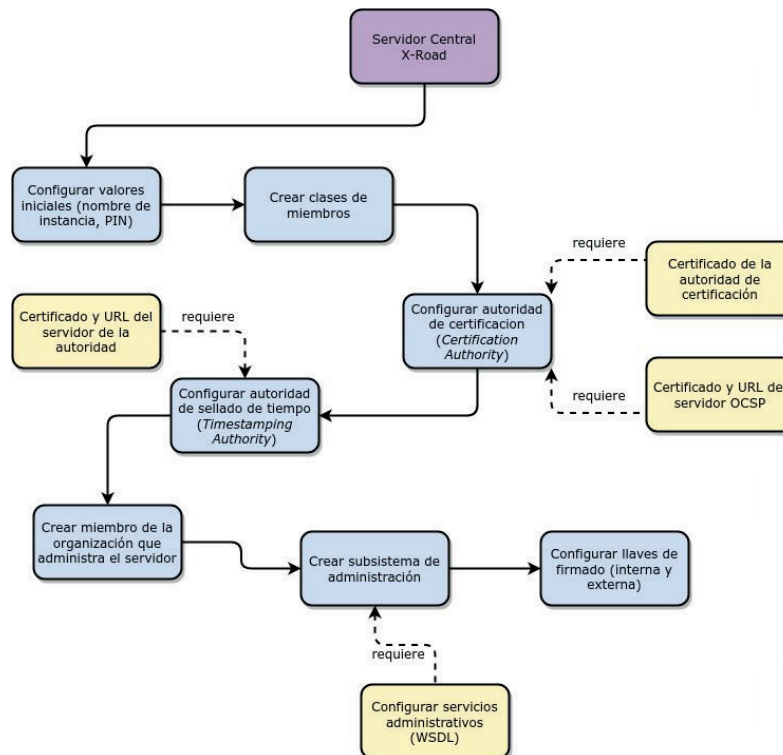 Servidor Central
X-Road
Configurar valores
iniciales (nombre de
instancia, PIN)
Crear clases de
miembros
requiere
Certificado de la
autoridad de
certificación
Certificado y URL del
servidor de la
autoridad
requiere
Configurar autoridad
de certificacion
(Certification
Authority)
requiere
Certificado y URL del
servidor OCSP
Configurar autoridad
de sellado de tiempo
(Timestamping
Authority)
Crear miembro de la
organización que
administra el servidor
Crear subsistema de
administración
Configurar llaves de
firmado (interna y
externa)
requiere
Configurar servicios
administrativos
(WSDL)